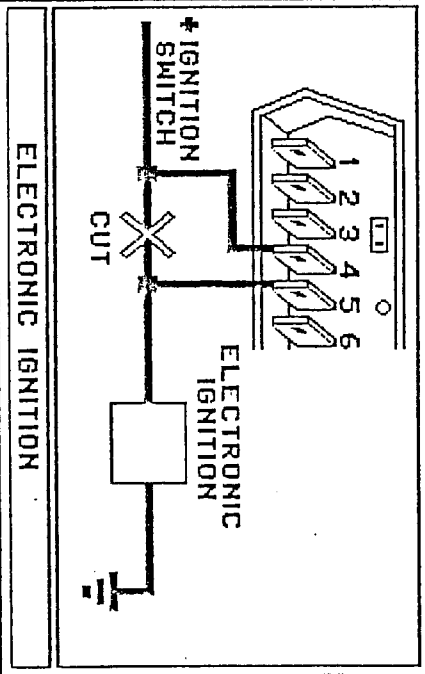 1 2 3 4 5 6
+ IGNITION
SWITCH
CUT
ELECTRONIC
IGNITION
ELECTRONIC IGNITION